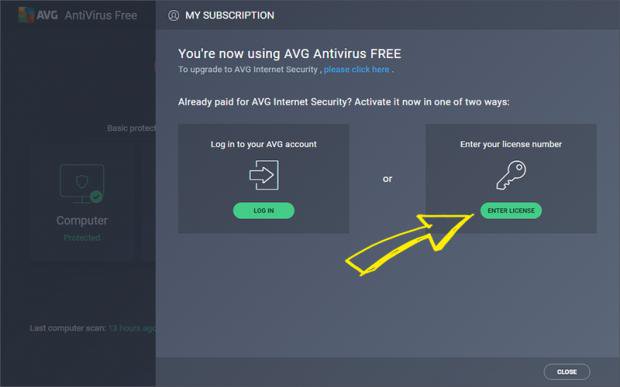 AVG AntiVirus Free
MY SUBSCRIPTION
You're now using AVG Antivirus FREE
To upgrade to AVG Internet Security , please click here .
Already paid for AVG Internet Security? Activate it now in one of two ways:
Basic protec
Log in to your AVG account
LOG IN
or
Enter your license number
ENTER LICENSE
Computer
Protected
Last computer scan: 13 hours ago
CLOSE